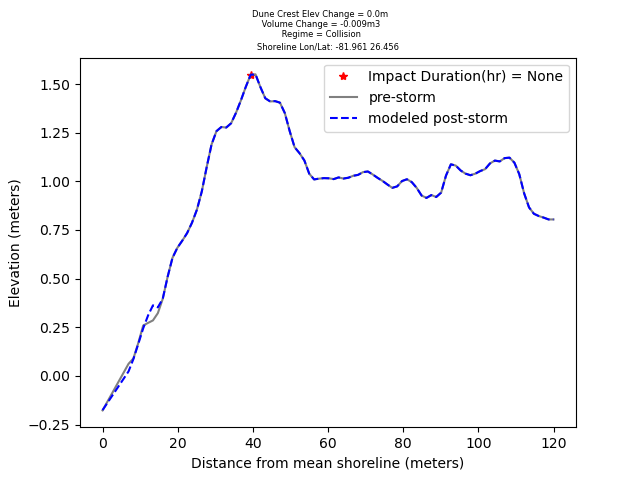 Dune Crest Elev Change = 0.0m
Volume Change = -0.009m3
Regime = Collision
Shoreline Lon/Lat: -81.961 26.456
Impact Duration(hr) = None
pre-storm
modeled post-storm
1.50
1.25
1.00
0.75
0.50
0.25
0.00
−0.25
Elevation (meters)
0 20 40 60 80 100 120
Distance from mean shoreline (meters)